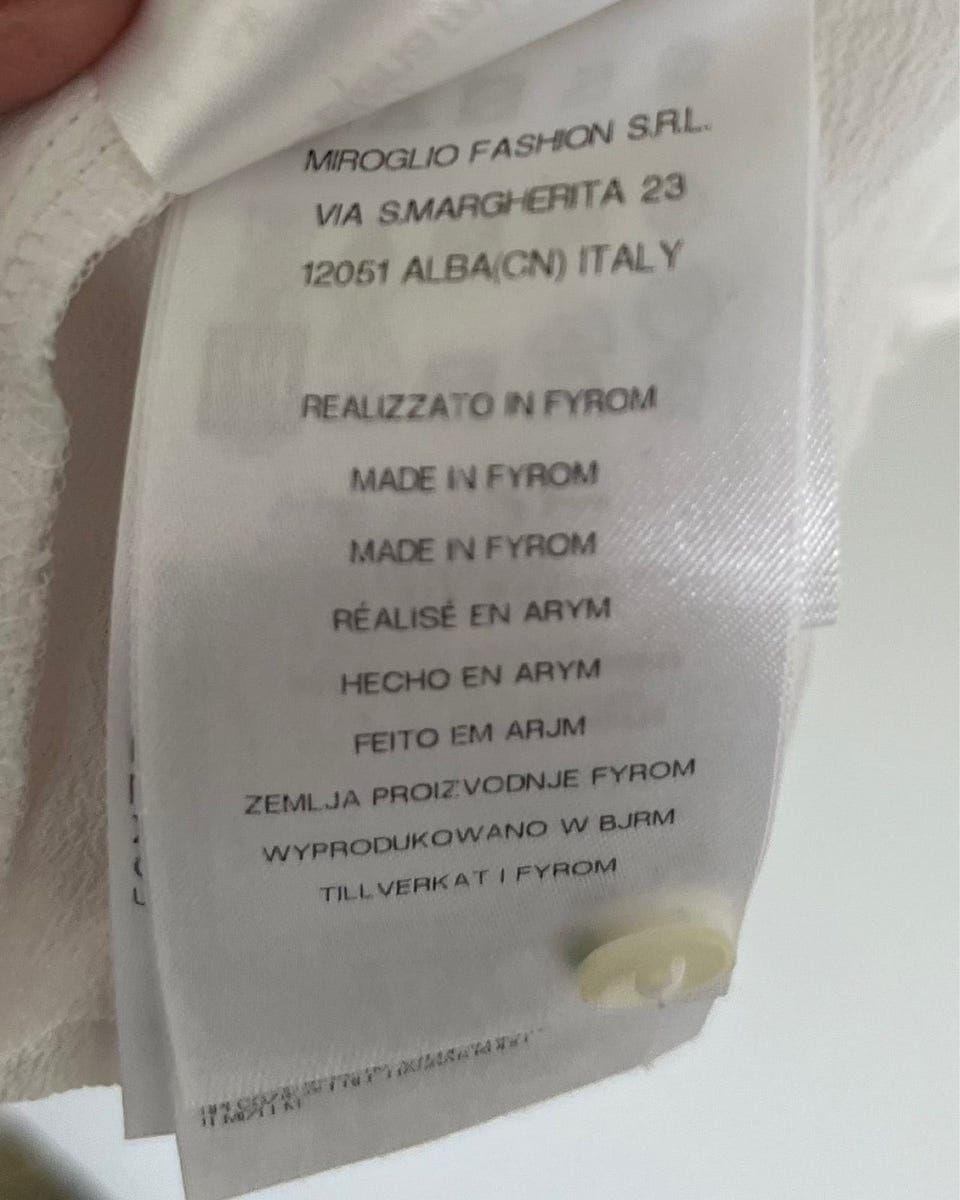 MIROGLIO FASHION S.R.L.
VIA S.MARGHERITA 23
12051 ALBA(CN) ITALY
REALIZZATO IN FYROM
MADE IN FYROM
MADE IN FYROM
RÉALISÉ EN ARYM
HECHO EN ARYM
FEITO EM ARJM
ZEMLJA PROIZVODNJE FYROM
WYPRODUKOWANO W BJRM
TILLVERKAT I FYROM